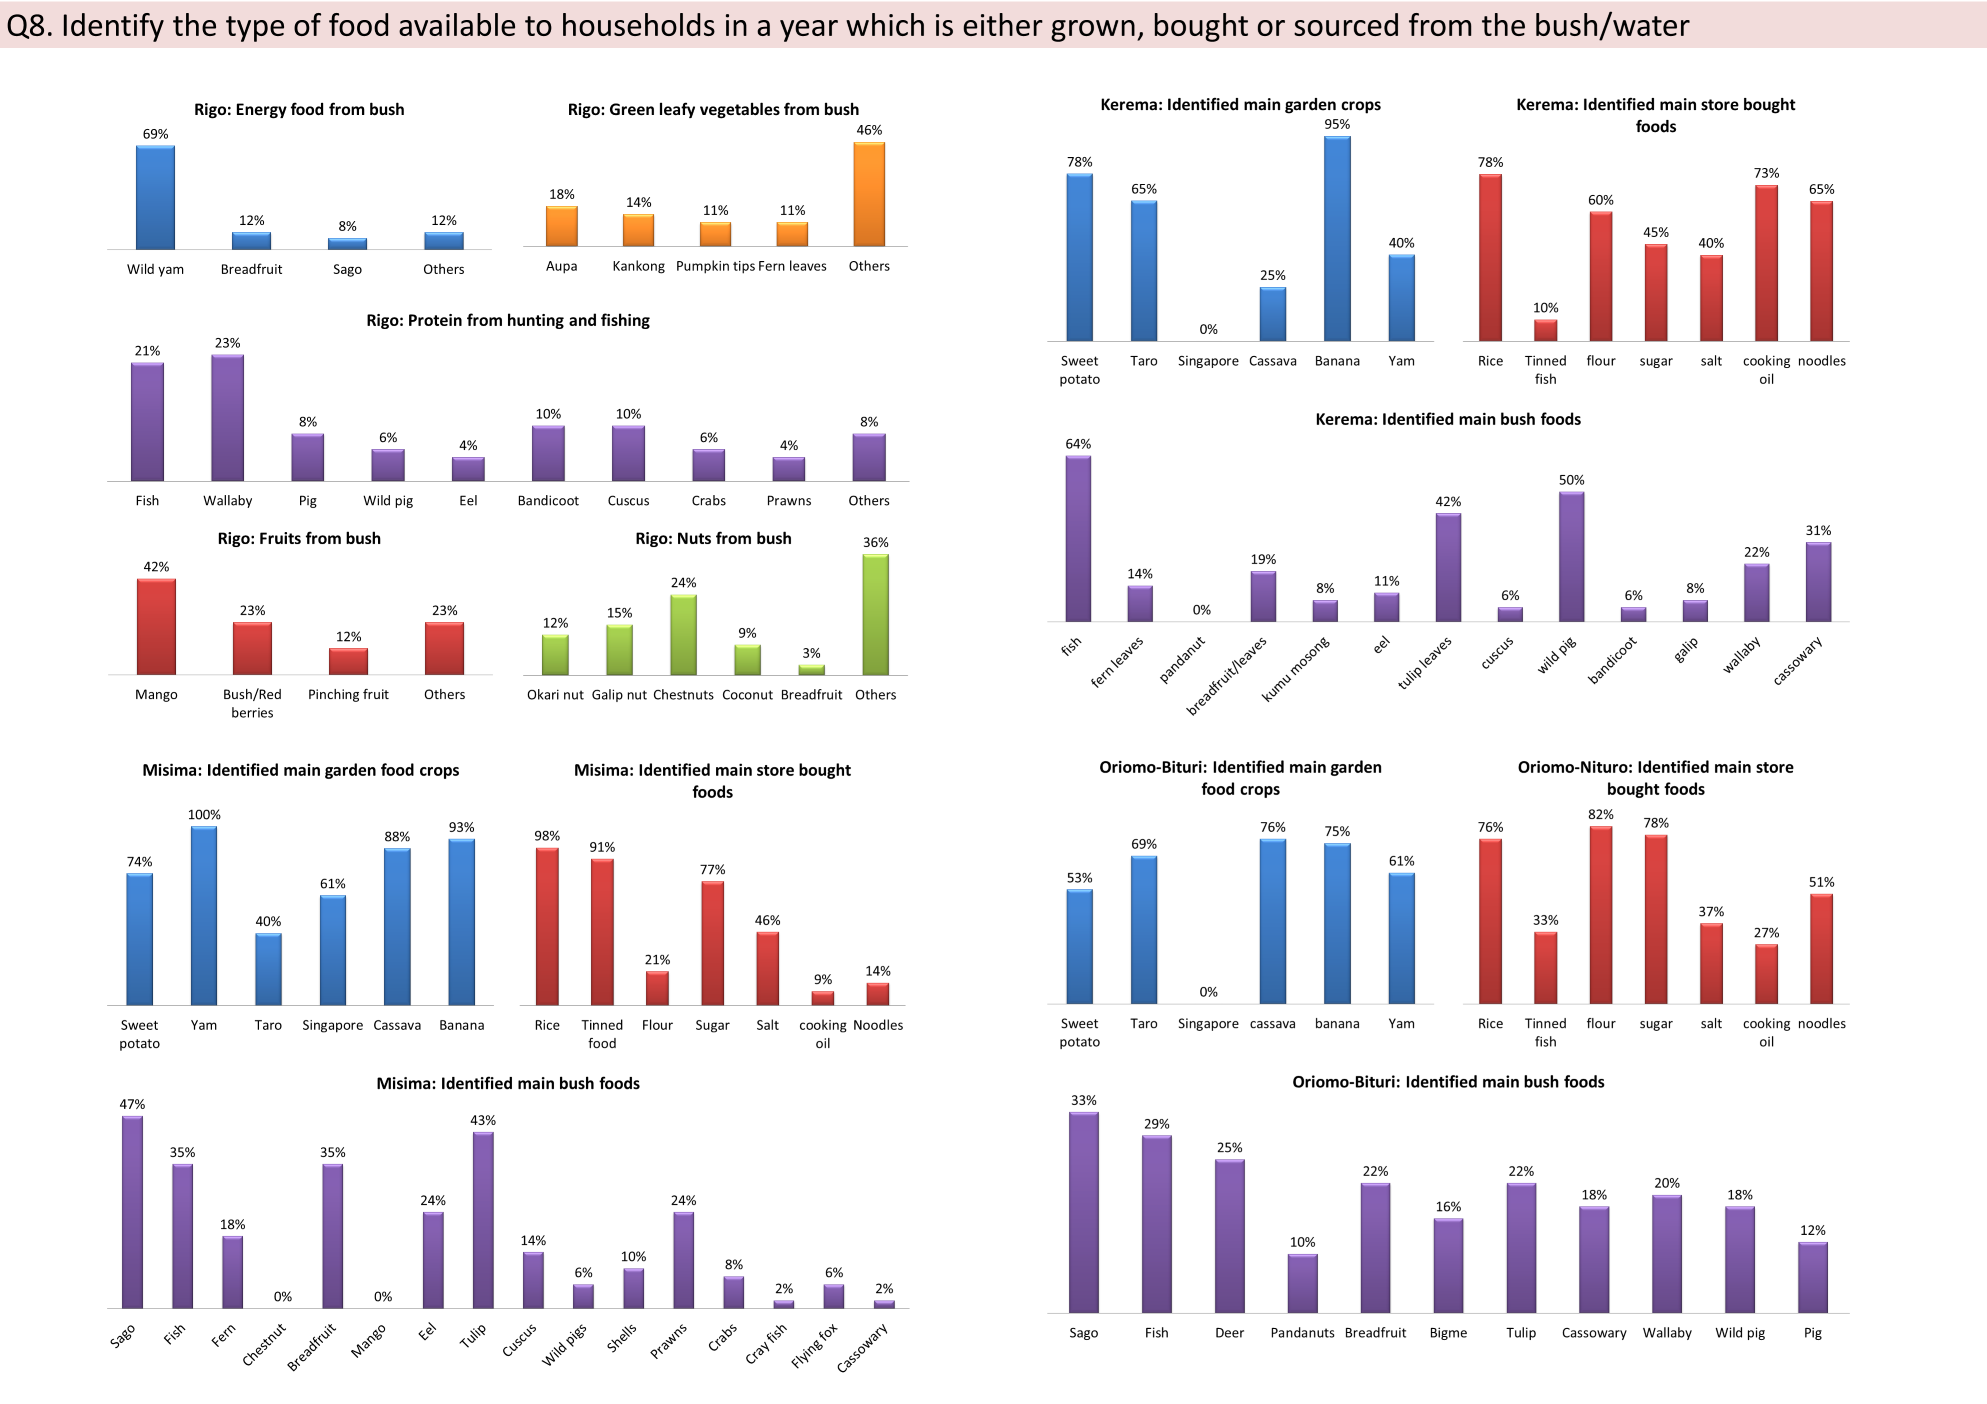 Q8. Identify the type of food available to households in a year which is either grown, bought or sourced from the bush/water
Rigo: Energy food from bush
69%
12%
8%
12%
Wild yam Breadfruit Sago Others
Rigo: Green leafy vegetables from bush
18%
14%
11%
11%
46%
Aupa Kankong Pumpkin tips Fern leaves Others
Rigo: Protein from hunting and fishing
21%
23%
8%
6%
4%
10%
10%
6%
4%
8%
Fish Wallaby Pig Wild pig Eel Bandicoot Cuscus Crabs Prawns Others
Rigo: Fruits from bush
42%
23%
12%
23%
Mango Bush/Red Pinching fruit Others
berries
Rigo: Nuts from bush
12%
15%
24%
9%
3%
36%
Okari nut Galip nut Chestnuts Coconut Breadfruit Others
Kerema: Identified main garden crops
78%
65%
0%
25%
95%
40%
Sweet Taro Singapore Cassava Banana Yam
potato
Kerema: Identified main store bought
foods
78%
10%
60%
45%
40%
73%
65%
Rice Tinned flour sugar salt cooking noodles
fish oil
Kerema: Identified main bush foods
64%
14%
0%
19%
8%
11%
42%
6%
50%
6%
8%
22%
31%
fish
fern leaves
pandanut
breadfruit/leaves
kumu mosong
eel
tulip leaves
cuscus
wild pig
bandicoot
galip
wallaby
cassowary
Misima: Identified main garden food crops
74%
100%
40%
61%
88%
93%
Sweet Yam Taro Singapore Cassava Banana
potato
Misima: Identified main store bought
foods
98%
91%
21%
77%
46%
9%
14%
Rice Tinned Flour Sugar Salt cooking Noodles
food oil
Misima: Identified main bush foods
47%
35%
18%
0%
35%
0%
24%
43%
14%
6%
10%
24%
8%
2%
6%
2%
Sago
Fish
Fern
Chestnut
Breadfruit
Mango
Eel
Tulip
Cuscus
Wild pigs
Shells
Prawns
Crabs
Cray fish
Flying fox
Cassowary
Oriomo-Bituri: Identified main garden
food crops
53%
69%
0%
76%
75%
61%
Sweet Taro Singapore cassava banana Yam
potato
Oriomo-Nituro: Identified main store
bought foods
76%
33%
82%
78%
37%
27%
51%
Rice Tinned flour sugar salt cooking noodles
fish oil
Oriomo-Bituri: Identified main bush foods
33%
29%
25%
10%
22%
16%
22%
18%
20%
18%
12%
Sago Fish Deer Pandanuts Breadfruit Bigme Tulip Cassowary Wallaby Wild pig Pig